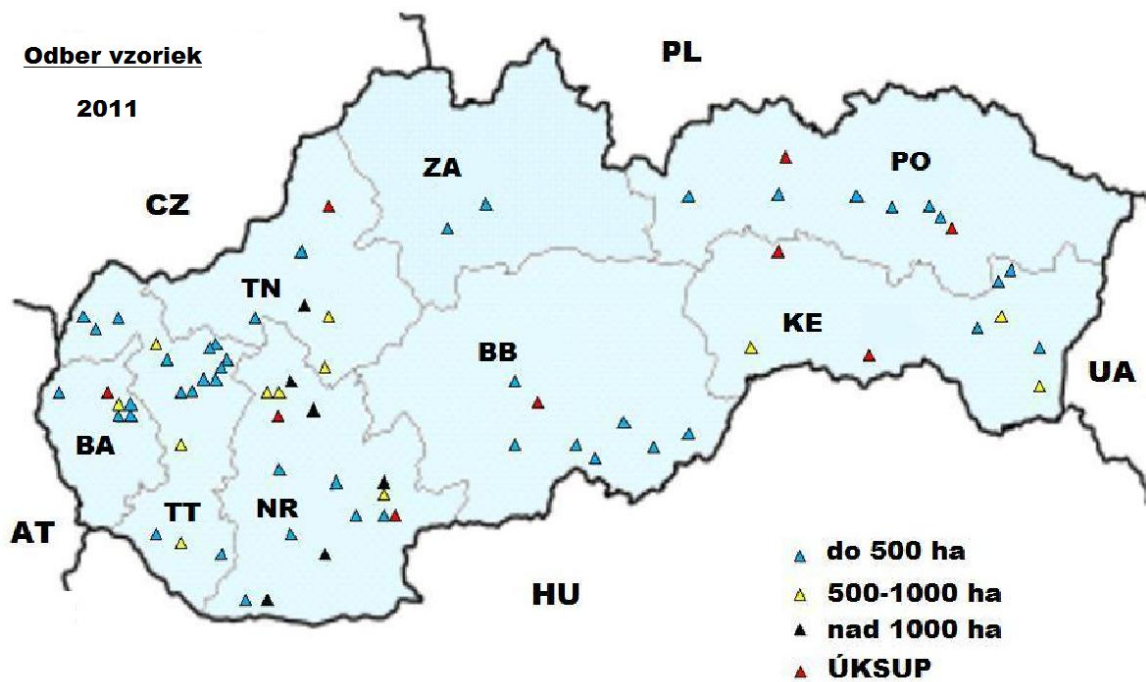 Odber vzoriek
2011
PL
ZA
PO
CZ
TN
KE
BB
UA
BA
TT
NR
AT
HU
do 500 ha
500-1000 ha
nad 1000 ha
ÚKSUP